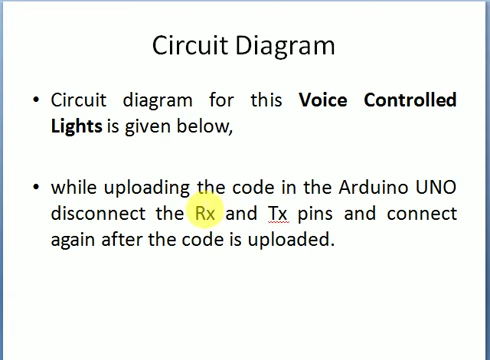 Circuit Diagram
• Circuit diagram for this Voice Controlled
Lights is given below,
• while uploading the code in the Arduino UNO
disconnect the Rx and Tx pins and connect
again after the code is uploaded.